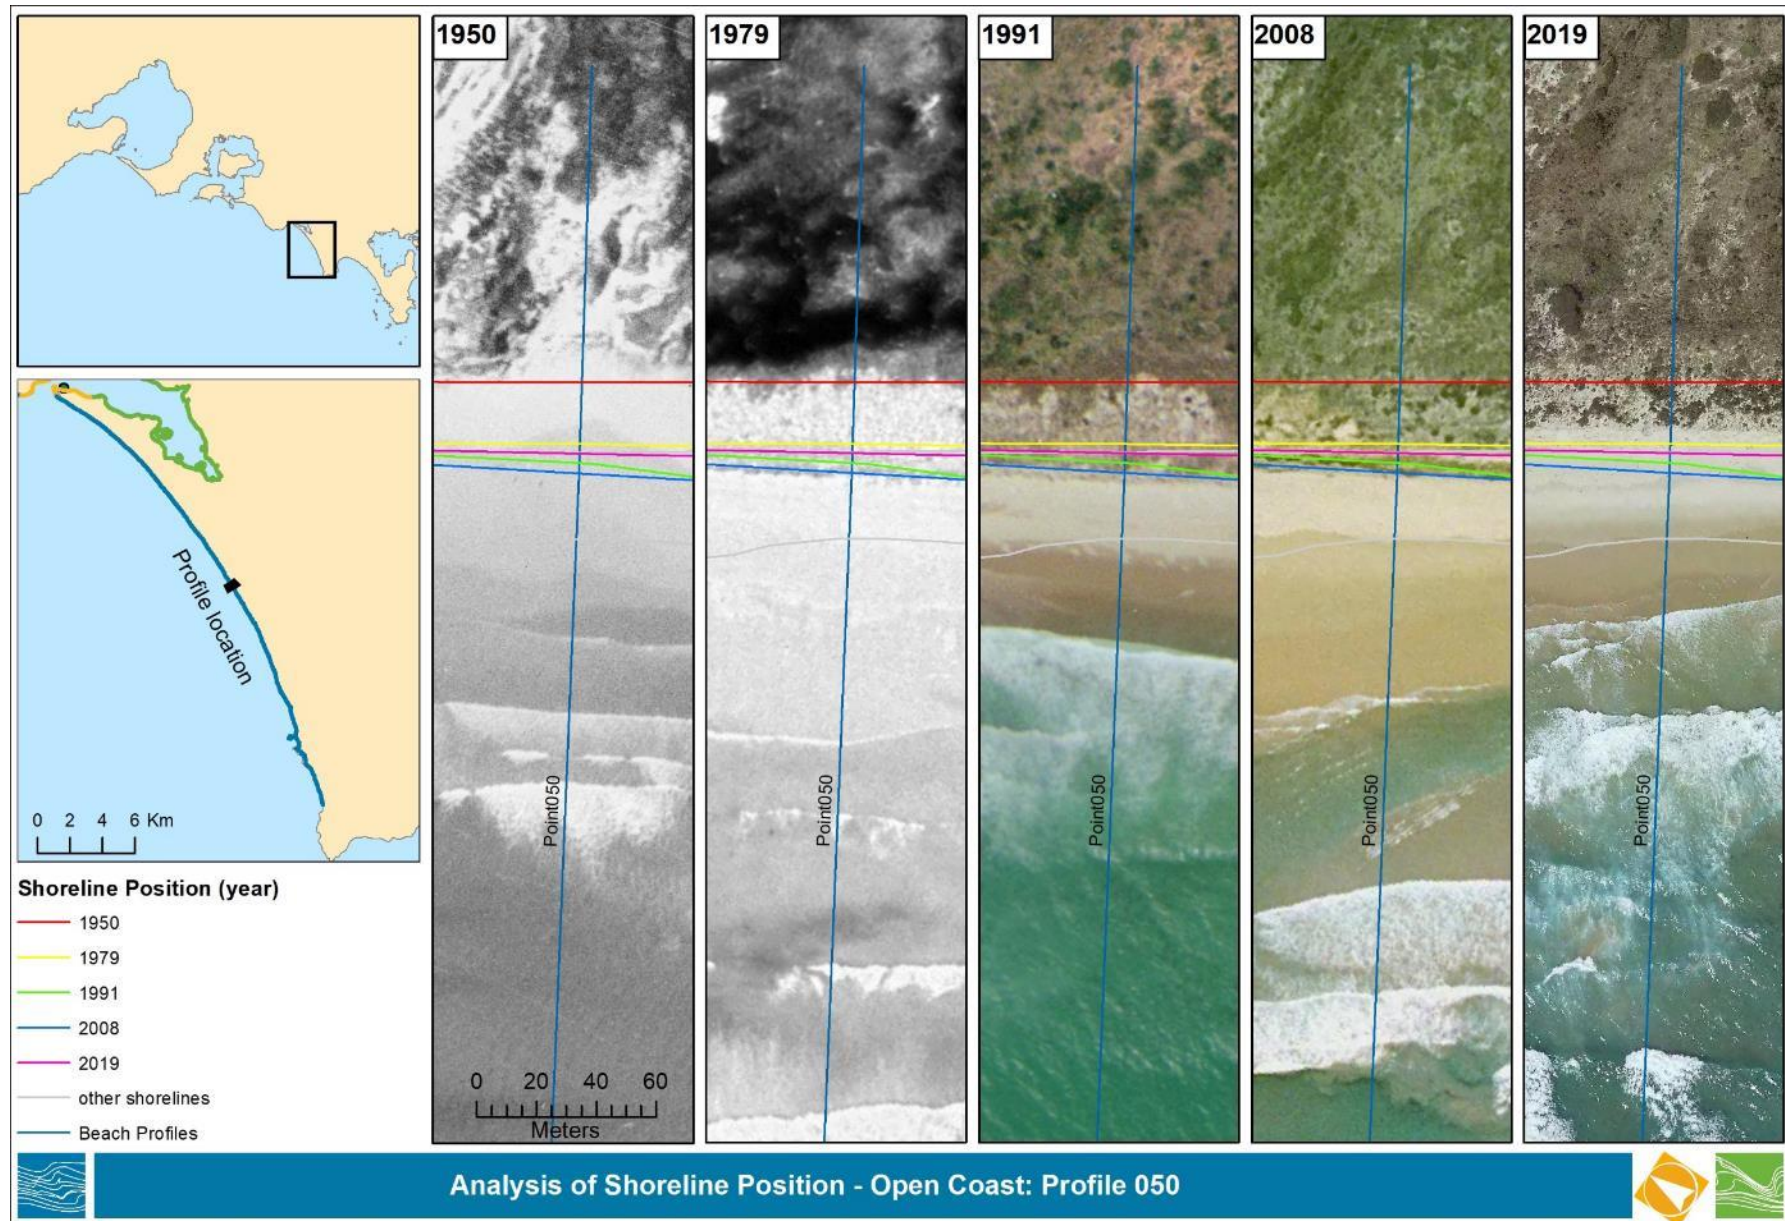 1950
1979
1991
2008
2019
Profile location
0 2 4 6 Km
Shoreline Position (year)
1950
1979
1991
2008
2019
other shorelines
Beach Profiles
Point050
Point050
Point050
Point050
Point050
0 20 40 60
Meters
Analysis of Shoreline Position - Open Coast: Profile 050